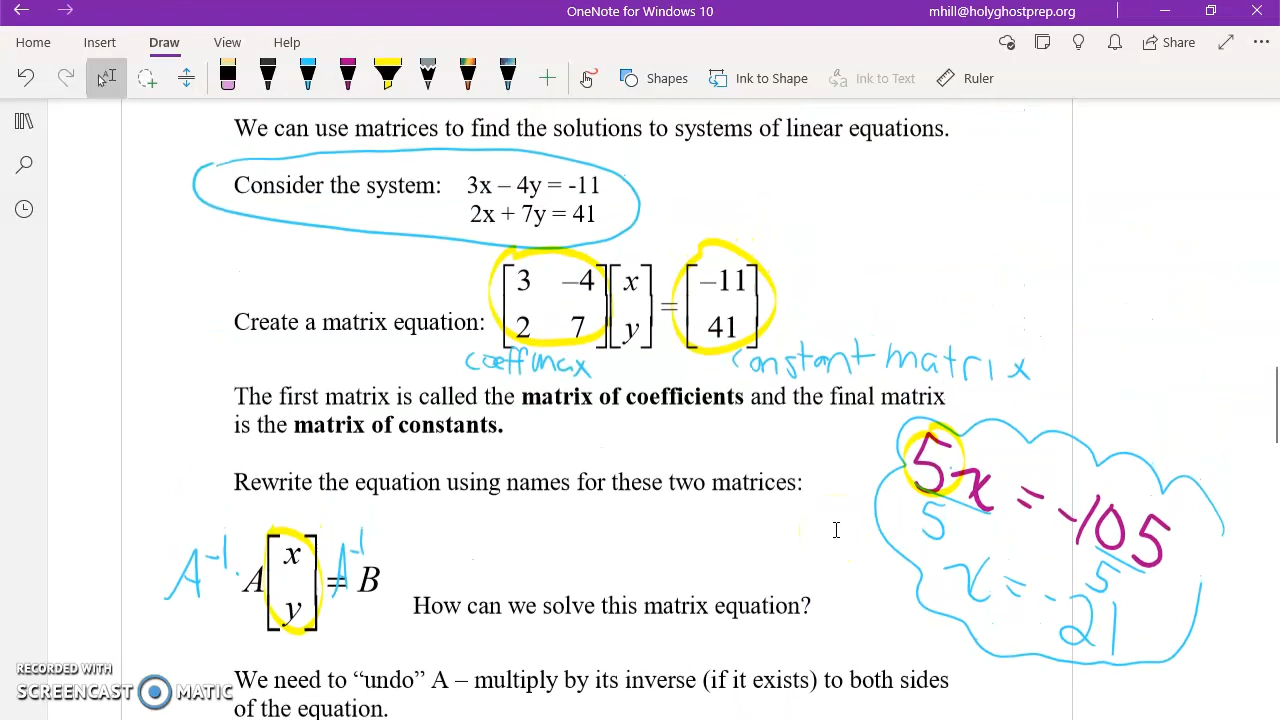 OneNote for Windows 10
mhill@holyghostprep.org
Home Insert Draw View Help
Share
Shapes Ink to Shape Ink to Text Ruler
We can use matrices to find the solutions to systems of linear equations.
Consider the system: 3x – 4y = -11
2x + 7y = 41
Create a matrix equation: [3 –4 2 7] [x y] = [–11 41]
coeff max constant matrix
The first matrix is called the matrix of coefficients and the final matrix
is the matrix of constants.
Rewrite the equation using names for these two matrices:
5x = -105
5 5
x = -21
A⁻¹ · A [x y] = A⁻¹ B
How can we solve this matrix equation?
We need to “undo” A – multiply by its inverse (if it exists) to both sides
of the equation.
RECORDED WITH
SCREENCAST MATIC